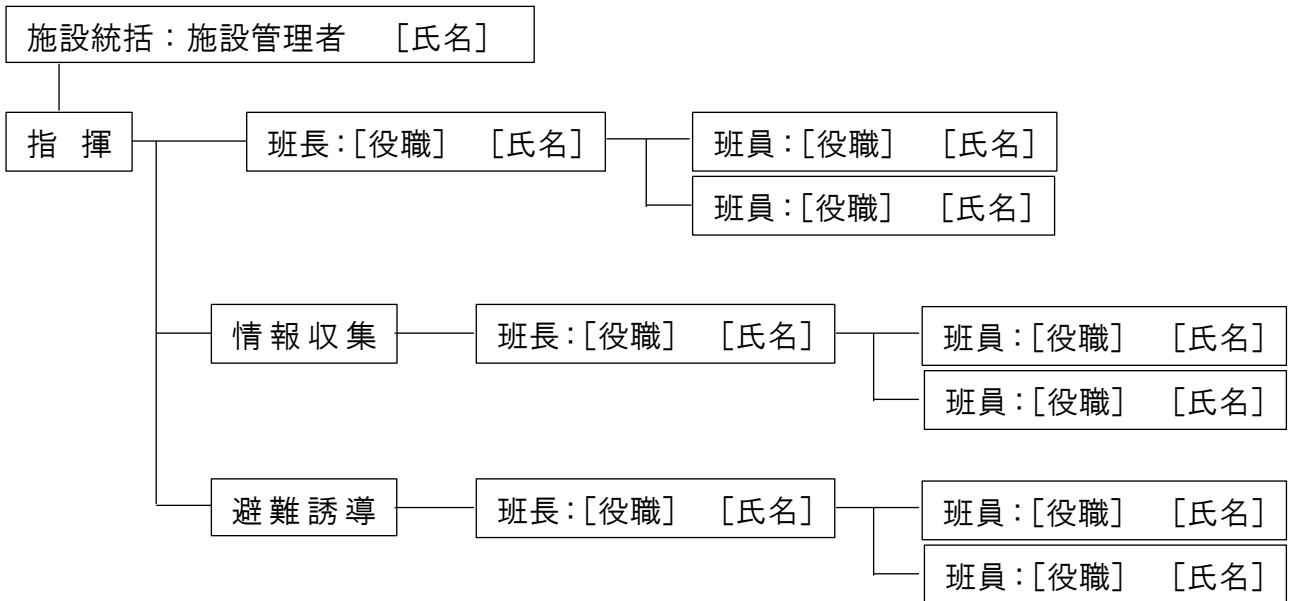 施設統括：施設管理者　［氏名］
指　揮
班長：［役職］　［氏名］
班員：［役職］　［氏名］
班員：［役職］　［氏名］
情報収集
班長：［役職］　［氏名］
班員：［役職］　［氏名］
班員：［役職］　［氏名］
避難誘導
班長：［役職］　［氏名］
班員：［役職］　［氏名］
班員：［役職］　［氏名］